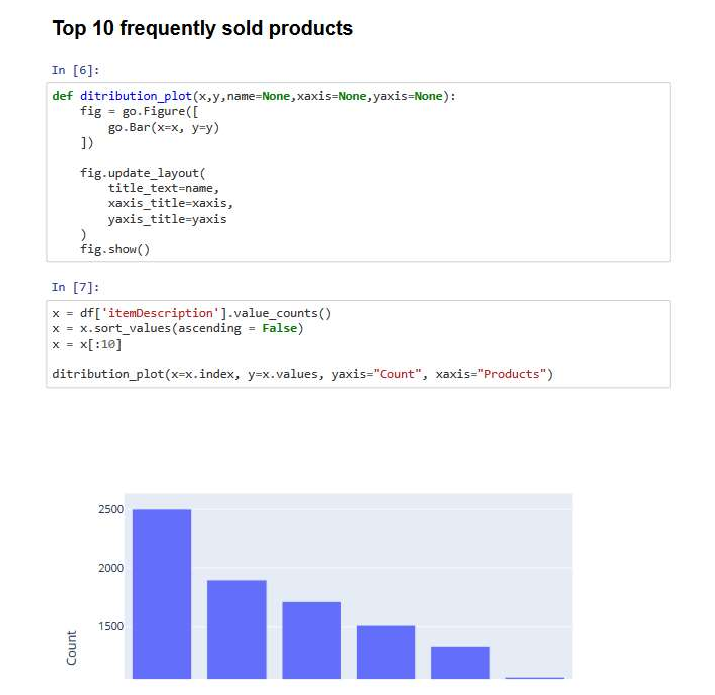 Top 10 frequently sold products
In [6]:
def ditribution_plot(x,y,name=None,xaxis=None,yaxis=None):
    fig = go.Figure([
        go.Bar(x=x, y=y)
    ])

    fig.update_layout(
        title_text=name,
        xaxis_title=xaxis,
        yaxis_title=yaxis
    )
    fig.show()
In [7]:
x = df['itemDescription'].value_counts()
x = x.sort_values(ascending = False)
x = x[:10]

ditribution_plot(x=x.index, y=x.values, yaxis="Count", xaxis="Products")
2500
2000
1500
Count